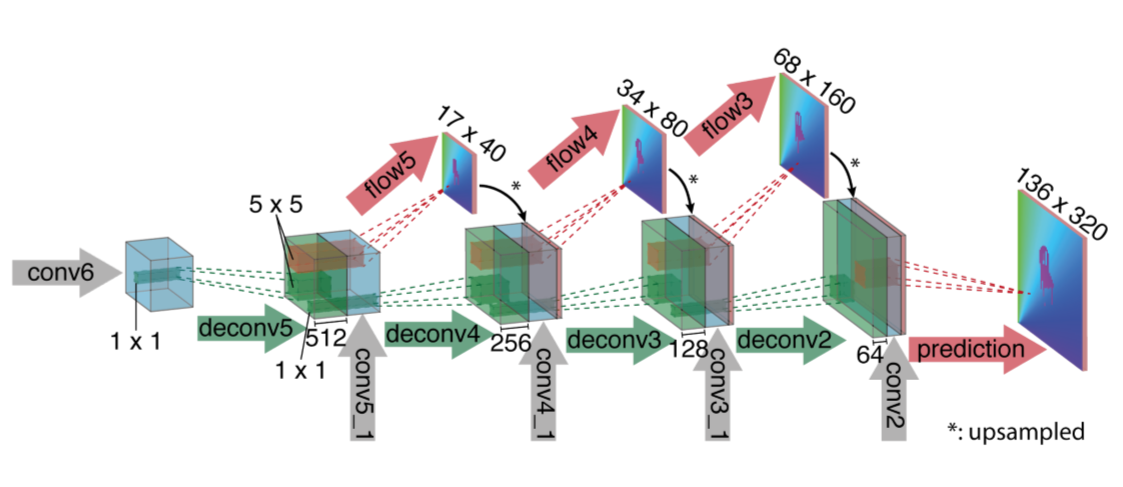 conv6
1 x 1
deconv5
5 x 5
512
1 x 1
conv5_1
flow5
17 x 40
*
deconv4
256
conv4_1
flow4
34 x 80
*
deconv3
128
conv3_1
flow3
68 x 160
*
deconv2
64
conv2
prediction
136 x 320
*: upsampled